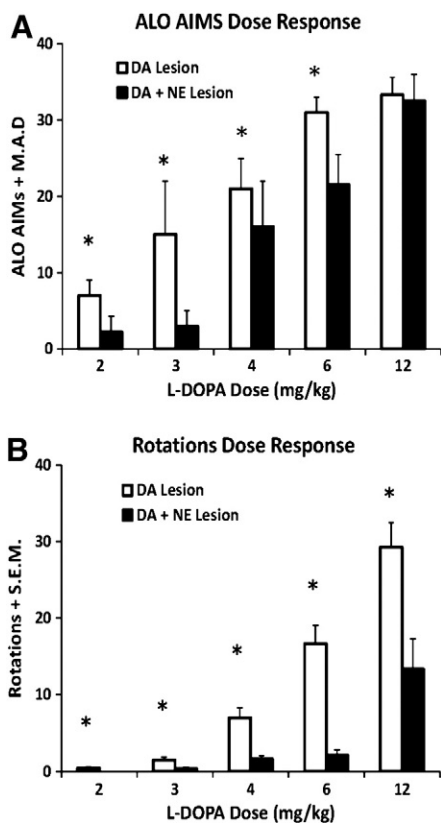 A
ALO AIMS Dose Response
ALO AIMs + M.A.D
40
30
20
10
0
DA Lesion
DA + NE Lesion
*
*
*
*
2 3 4 6 12
L-DOPA Dose (mg/kg)
B
Rotations Dose Response
Rotations + S.E.M.
40
30
20
10
0
DA Lesion
DA + NE Lesion
*
*
*
*
*
2 3 4 6 12
L-DOPA Dose (mg/kg)